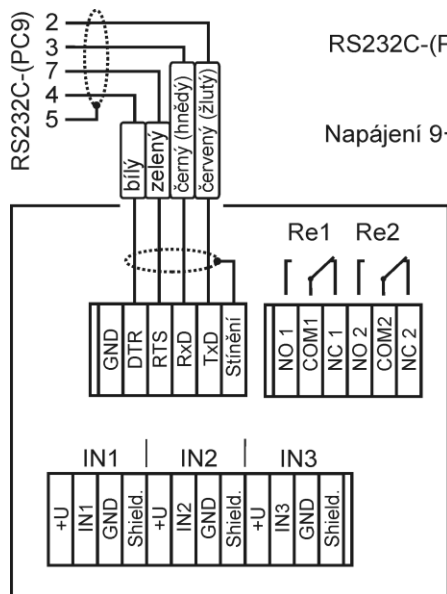 RS232C-(PC9)
2
3
7
4
5
RS232C-(P
Napájení 9-
bílý
zelený
černý (hnědý)
červený (žlutý)
Re1 Re2
GND
DTR
RTS
RxD
TxD
Stínění
NO 1
COM1
NC 1
NO 2
COM2
NC 2
IN1 IN2 IN3
+U
IN1
GND
Shield.
+U
IN2
GND
Shield.
+U
IN3
GND
Shield.